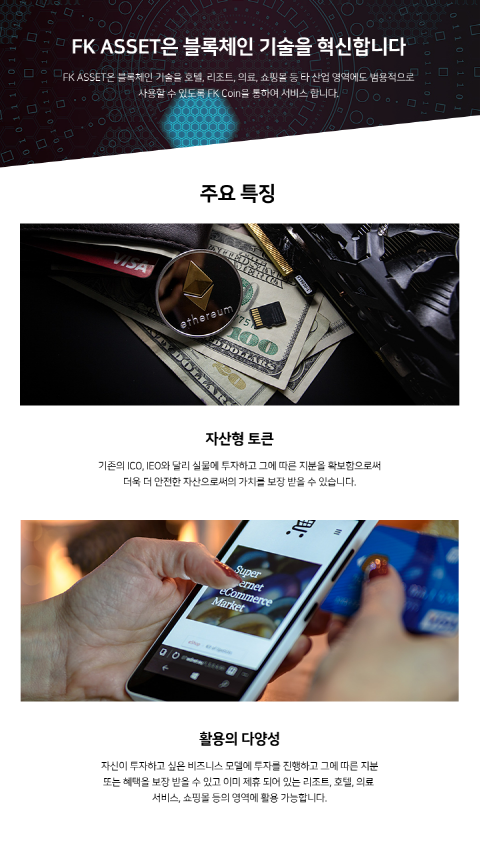 FK ASSET은 블록체인 기술을 혁신합니다
FK ASSET은 블록체인 기술을 호텔, 리조트, 의료, 쇼핑몰 등 타 산업 영역에도 범용적으로
사용할 수 있도록 FK Coin을 통하여 서비스 합니다.
주요 특징
VISA
ethereum
DOLLARS
자산형 토큰
기존의 ICO, IEO와 달리 실물에 투자하고 그에 따른 지분을 확보함으로써
더욱 더 안전한 자산으로써의 가치를 보장 받을 수 있습니다.
Super
eCommerce
Market
활용의 다양성
자신이 투자하고 싶은 비즈니스 모델에 투자를 진행하고 그에 따른 지분
또는 혜택을 보장 받을 수 있고 이미 제휴 되어 있는 리조트, 호텔, 의료
서비스, 쇼핑몰 등의 영역에 활용 가능합니다.